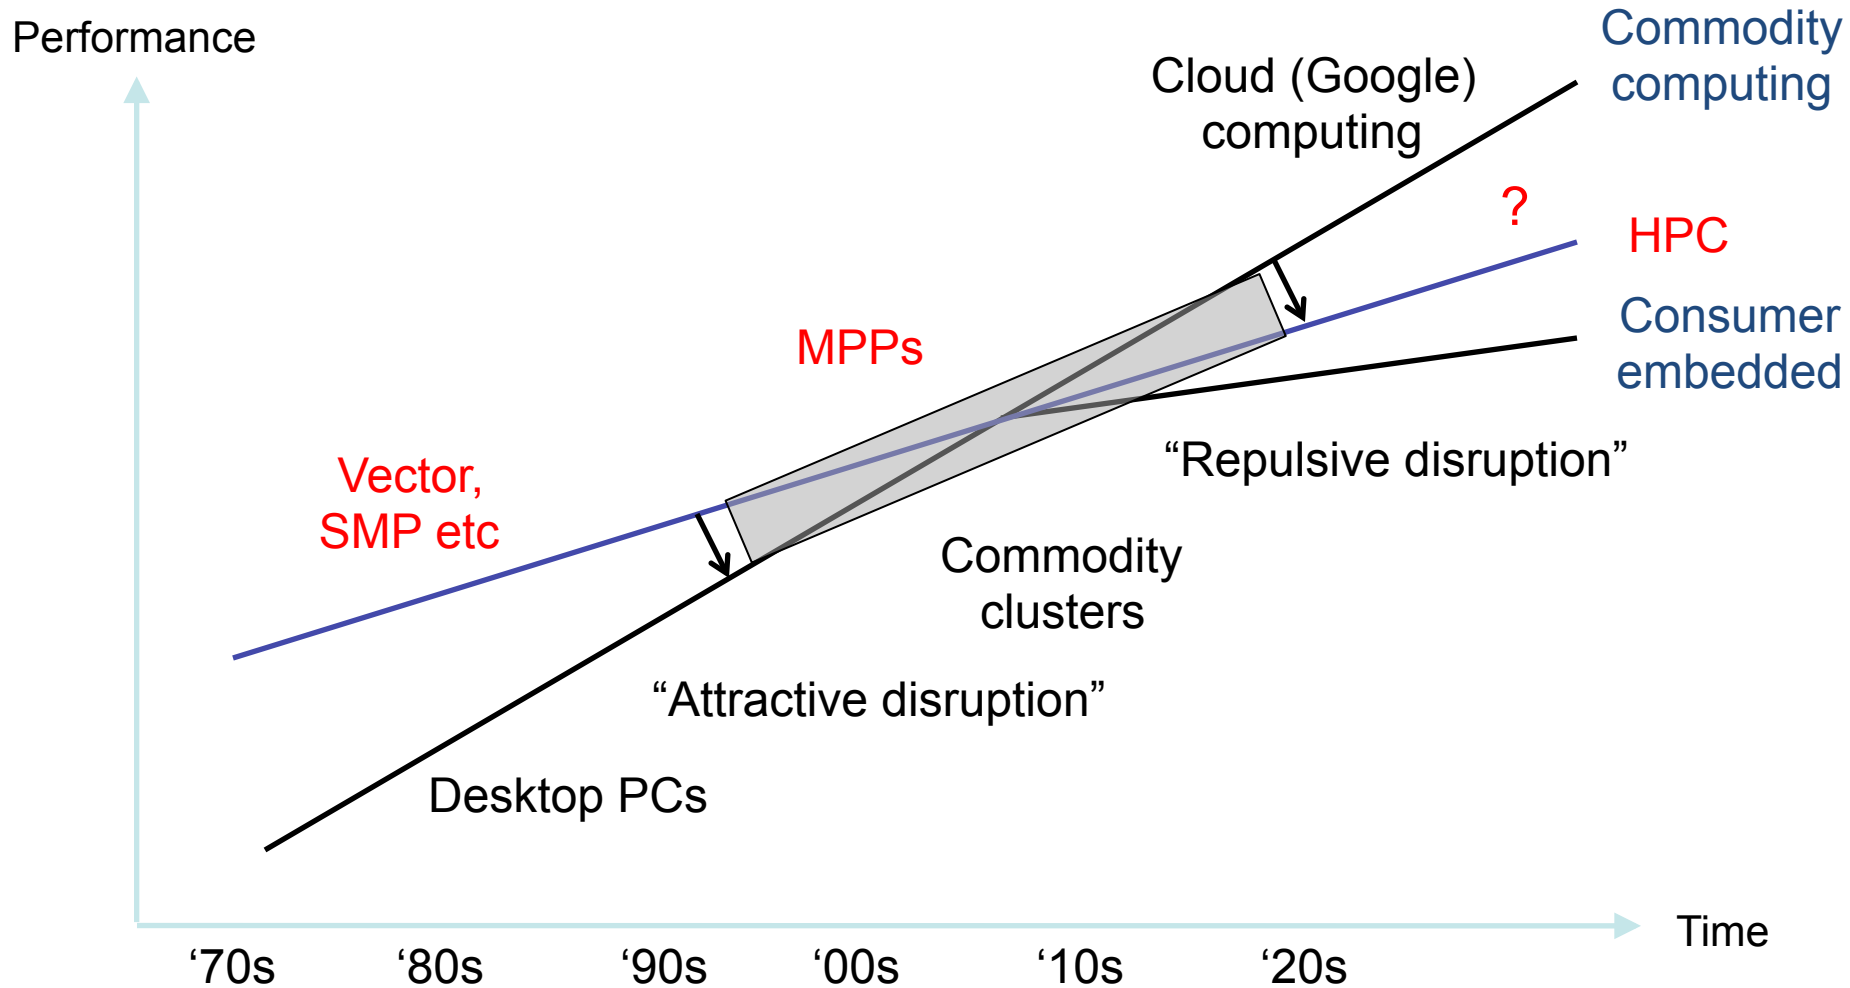 Performance
Commodity
computing
Cloud (Google)
computing
?
HPC
Consumer
embedded
MPPs
“Repulsive disruption”
Vector,
SMP etc
Commodity
clusters
“Attractive disruption”
Desktop PCs
Time
‘70s ‘80s ‘90s ‘00s ‘10s ‘20s